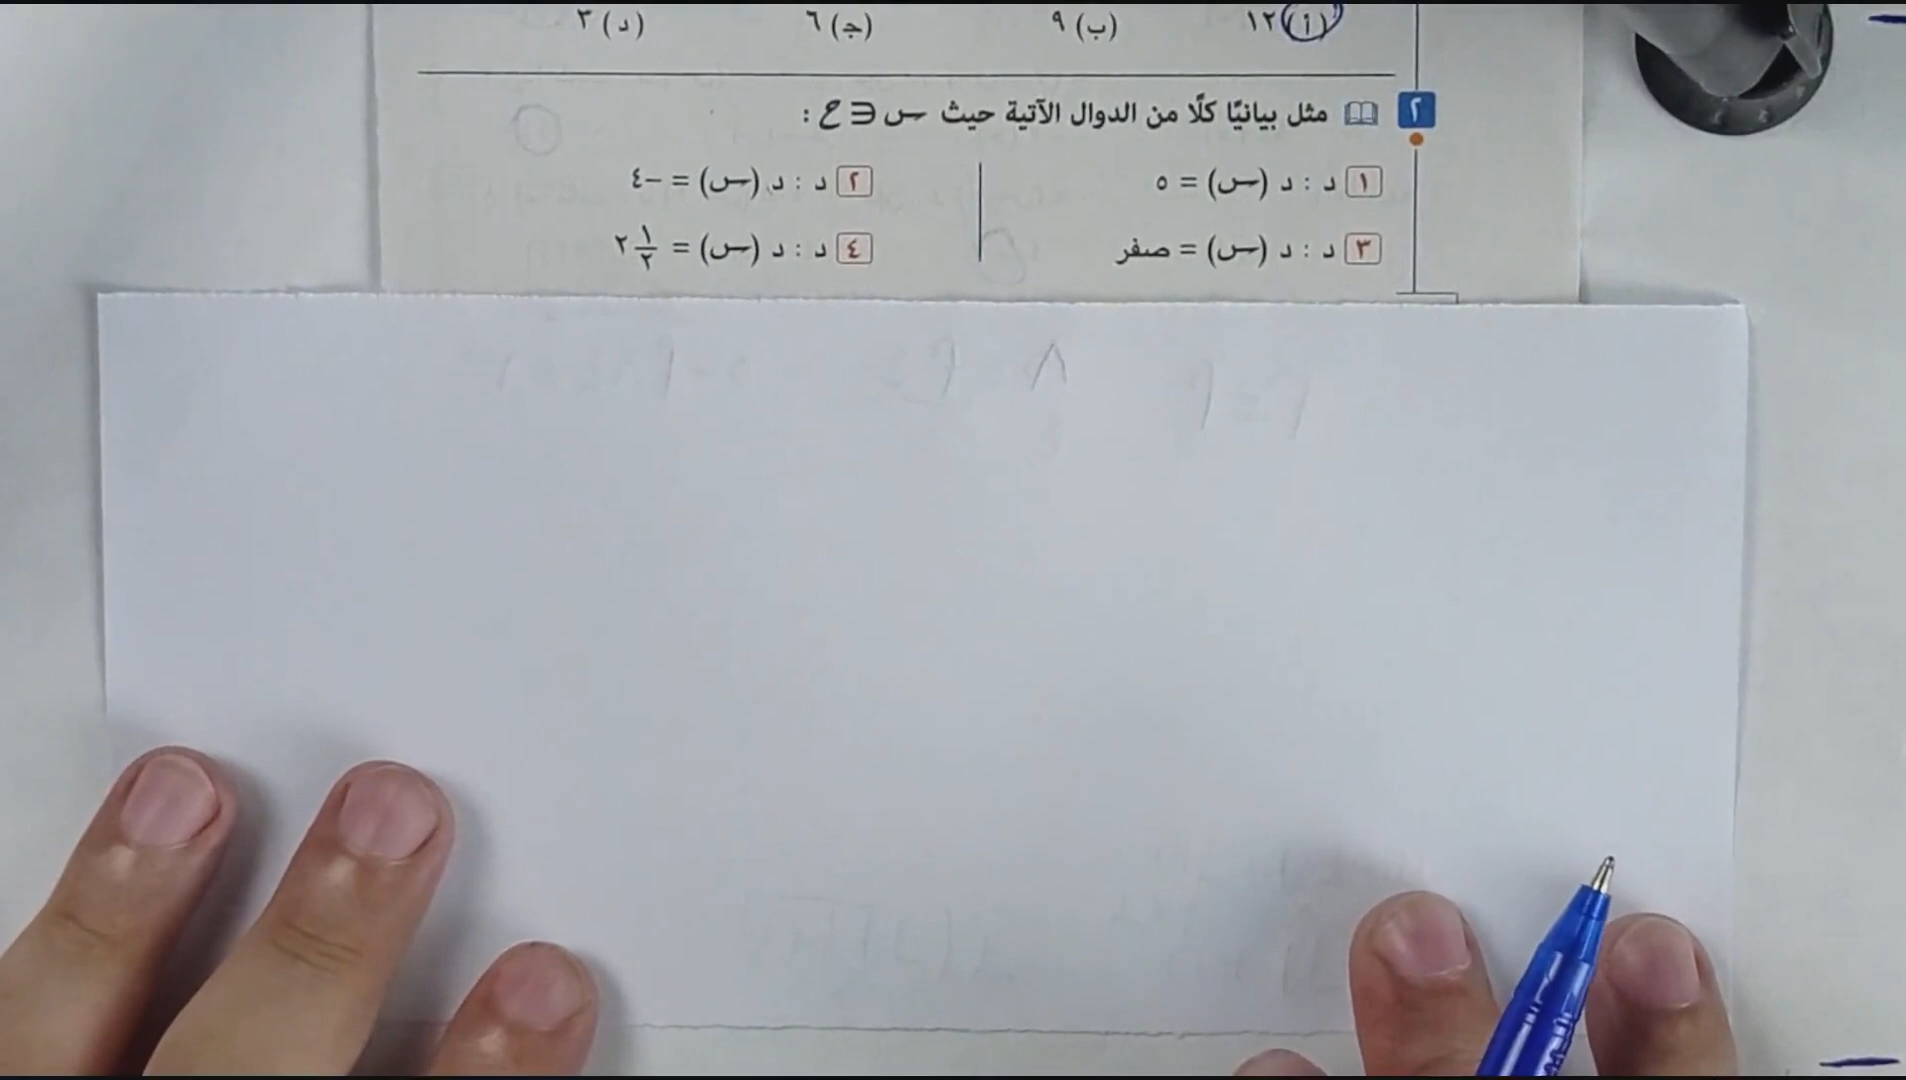 (أ) ١٢ (ب) ٩ (ج) ٦ (د) ٣
٢ مثل بيانيًا كلًا من الدوال الآتية حيث س ∈ ح :
١ د : د (س) = ٥ ٢ د : د (س) = –٤
٣ د : د (س) = صفر ٤ د : د (س) = ٢ ١/٢